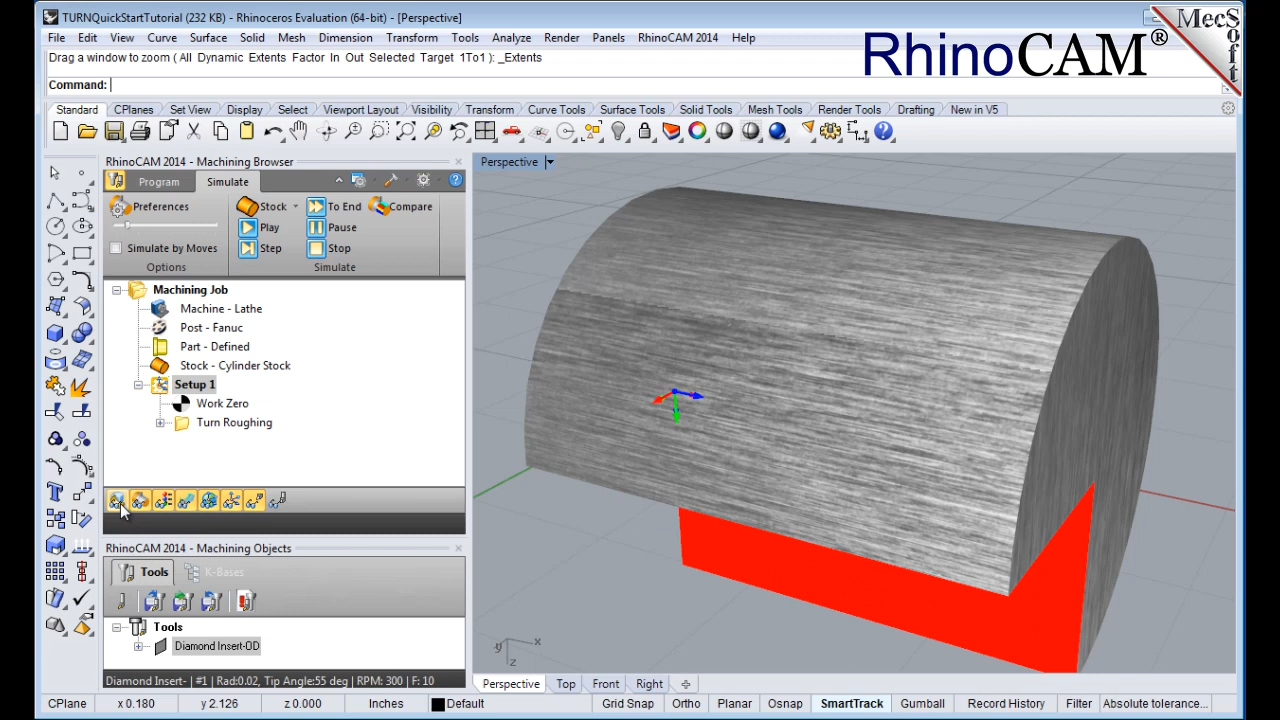 TURNQuickStartTutorial (232 KB) - Rhinoceros Evaluation (64-bit) - [Perspective]
MecSoft
File Edit View Curve Surface Solid Mesh Dimension Transform Tools Analyze Render Panels RhinoCAM 2014 Help
RhinoCAM®
Drag a window to zoom ( All Dynamic Extents Factor In Out Selected Target 1To1 ): _Extents
Command:
Standard CPlanes Set View Display Select Viewport Layout Visibility Transform Curve Tools Surface Tools Solid Tools Mesh Tools Render Tools Drafting New in V5
RhinoCAM 2014 - Machining Browser
Perspective
Program Simulate
Preferences Stock To End Compare
Play Pause
Simulate by Moves Step Stop
Options Simulate
Machining Job
Machine - Lathe
Post - Fanuc
Part - Defined
Stock - Cylinder Stock
Setup 1
Work Zero
Turn Roughing
RhinoCAM 2014 - Machining Objects
Tools K-Bases
Tools
Diamond Insert-OD
y x
z
Diamond Insert- | #1 | Rad:0.02, Tip Angle:55 deg | RPM: 300 | F: 10
Perspective Top Front Right
CPlane x 0.180 y 2.126 z 0.000 Inches Default Grid Snap Ortho Planar Osnap SmartTrack Gumball Record History Filter Absolute tolerance...